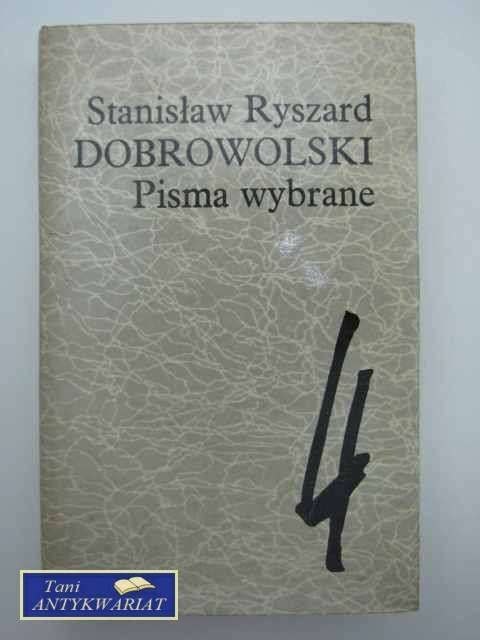 Stanisław Ryszard
DOBROWOLSKI
Pisma wybrane
4
Tani
ANTYKWARIAT